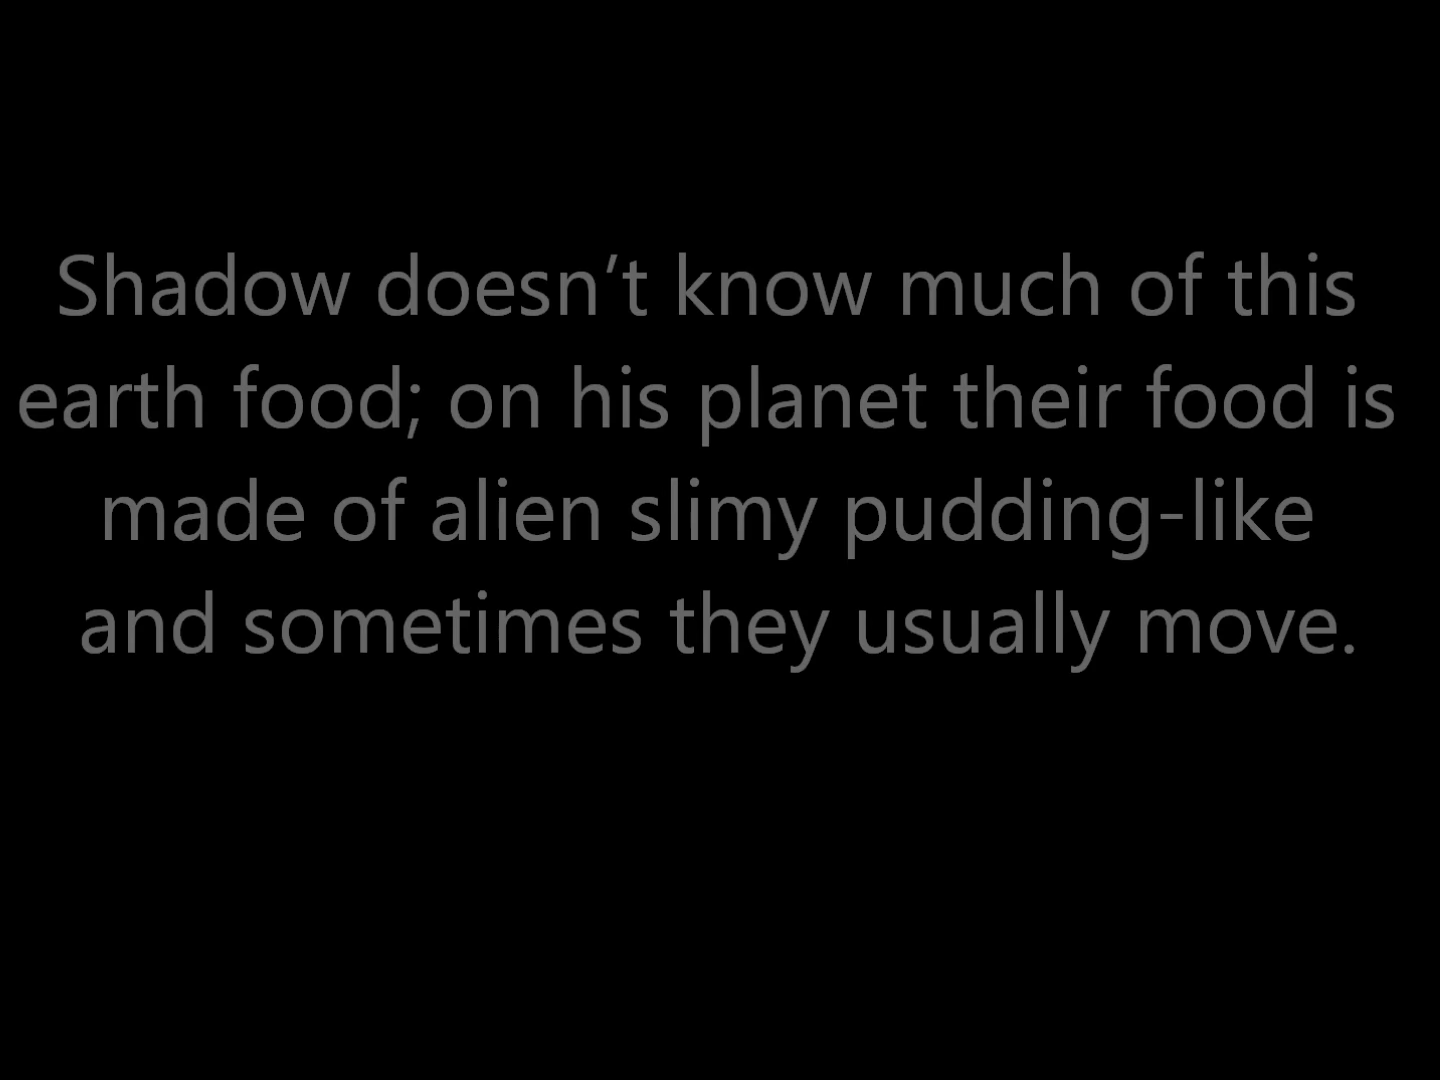 Shadow doesn’t know much of this
earth food; on his planet their food is
made of alien slimy pudding-like
and sometimes they usually move.